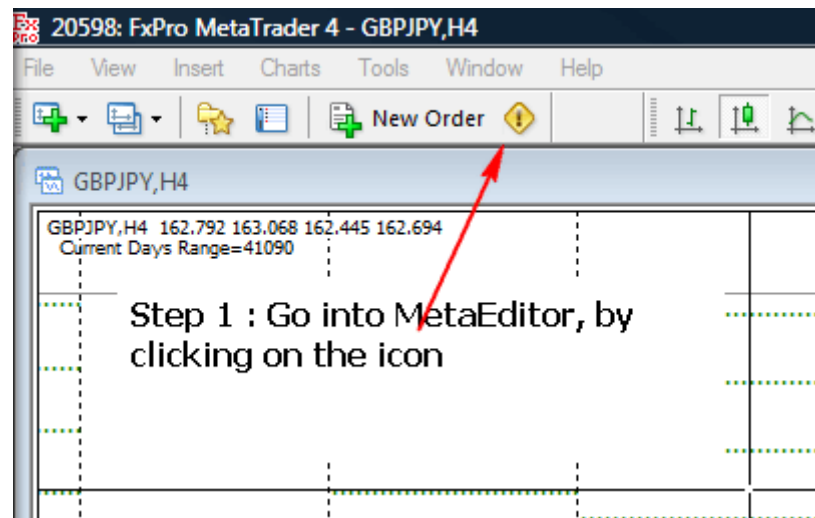 20598: FxPro MetaTrader 4 - GBPJPY,H4
File View Insert Charts Tools Window Help
New Order
GBPJPY,H4
GBPJPY,H4 162.792 163.068 162.445 162.694
Current Days Range=41090
Step 1 : Go into MetaEditor, by
clicking on the icon